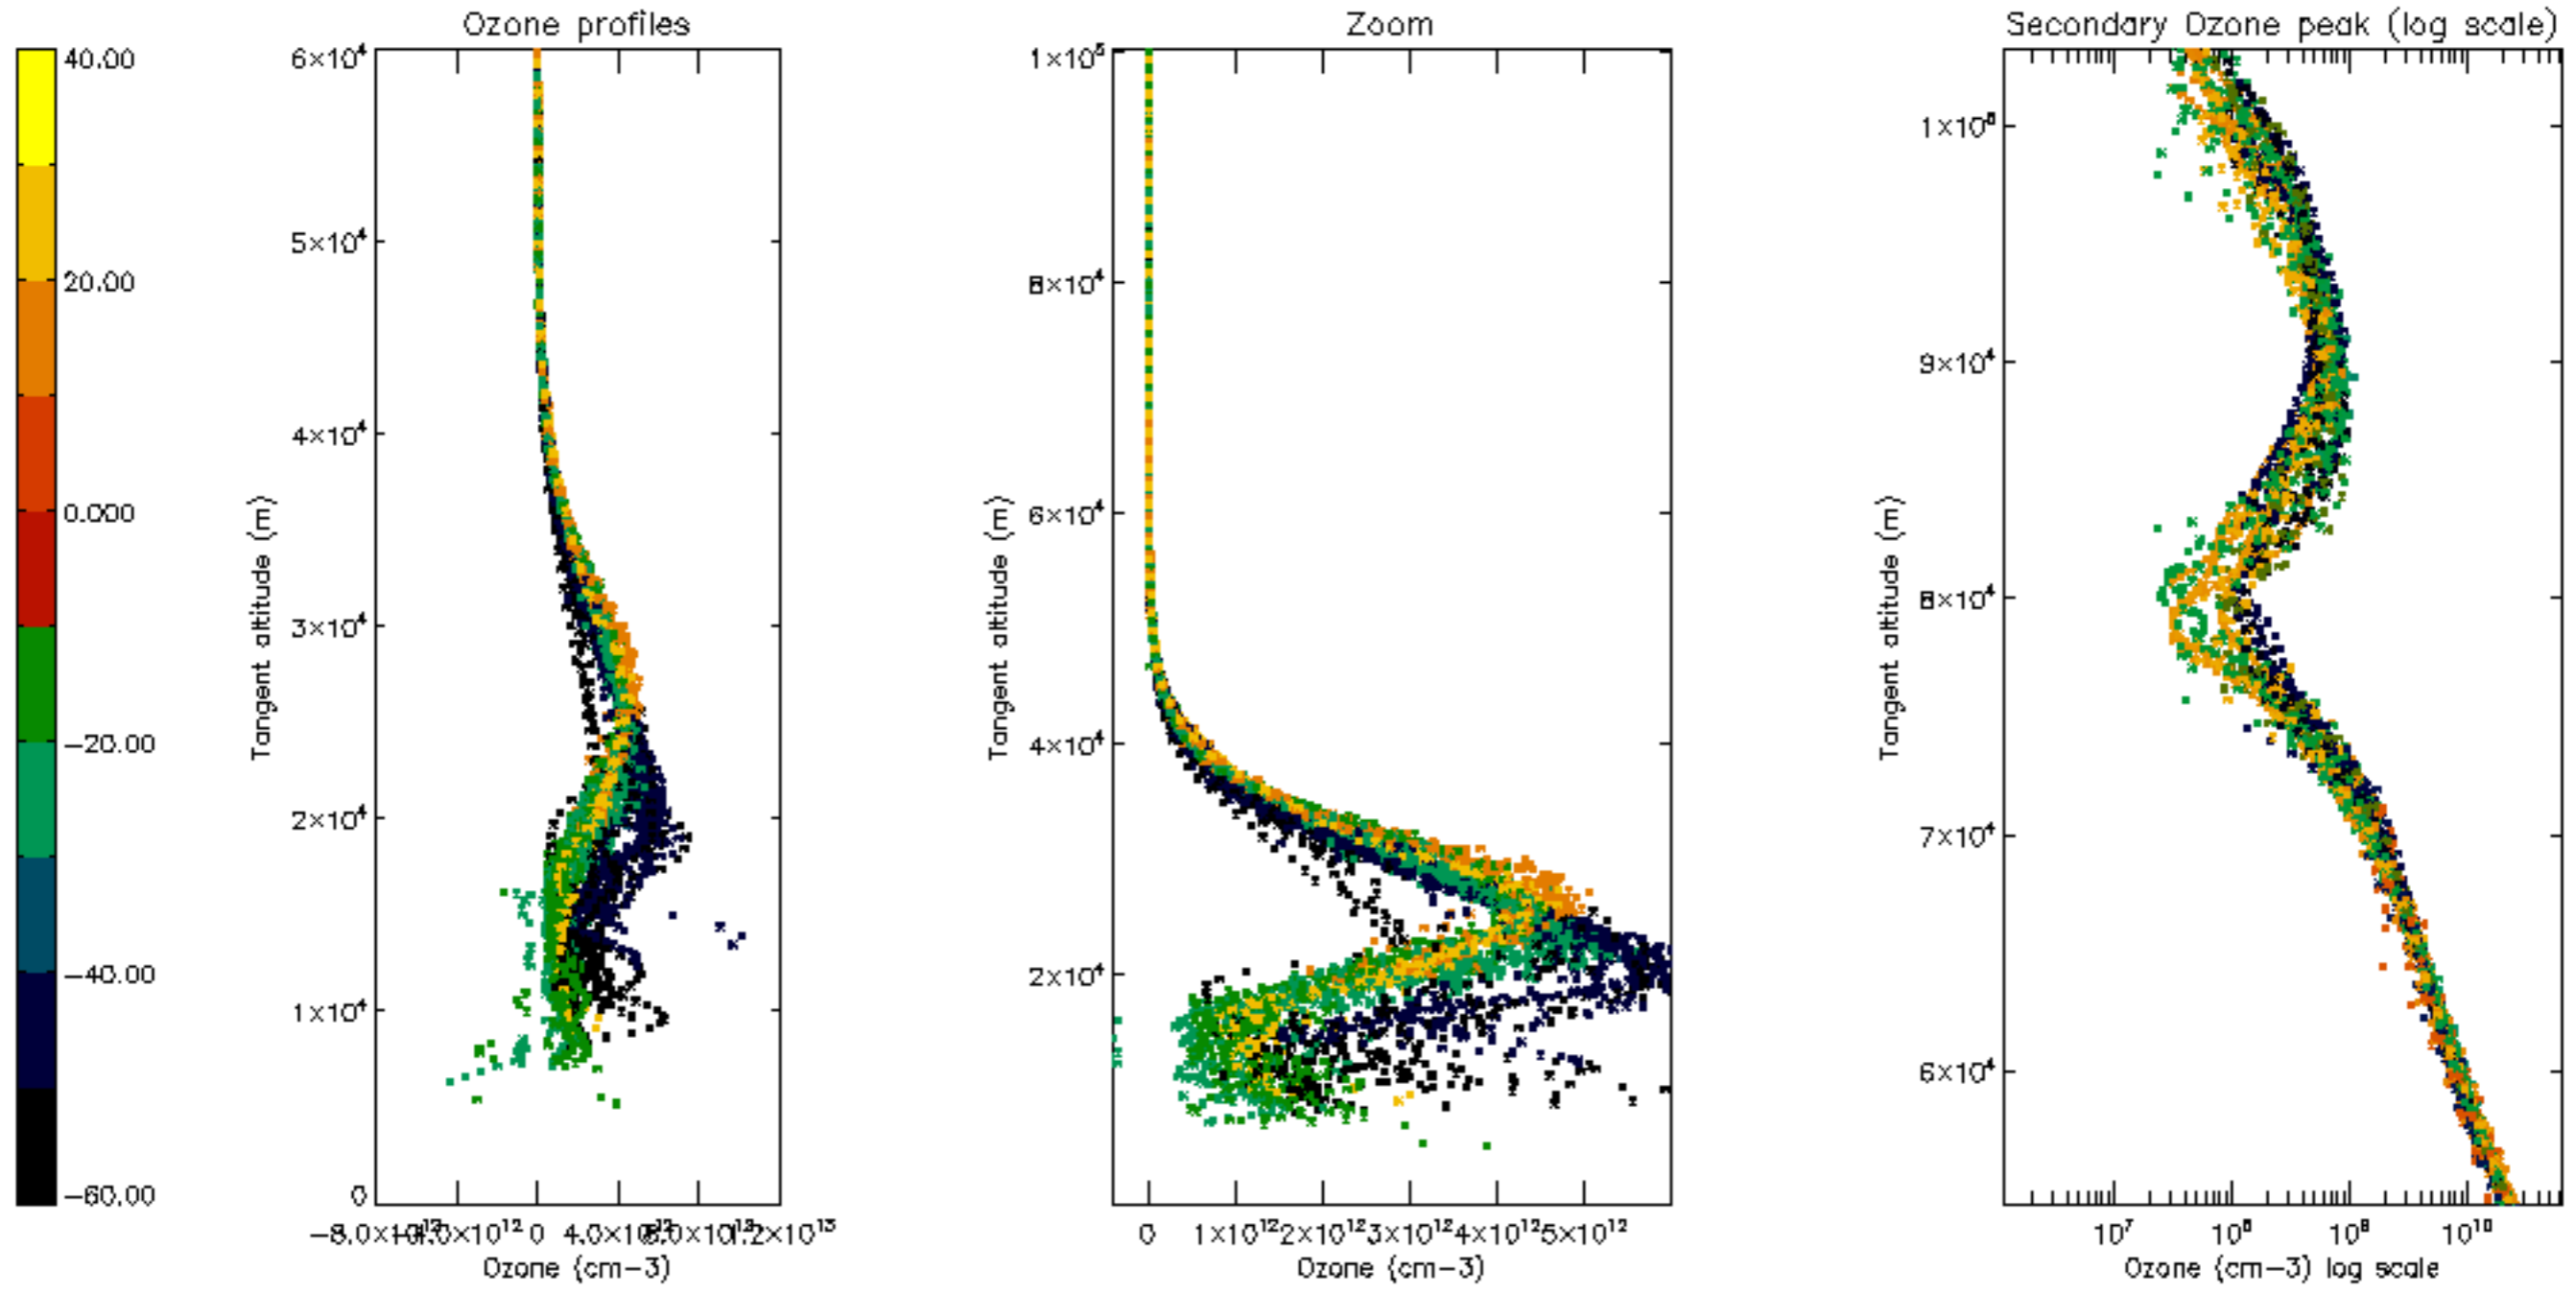 Ozone profiles
Zoom
Secondary Ozone peak (log scale)
40.00
20.00
0.000
−20.00
−40.00
−60.00
6×10⁴
5×10⁴
4×10⁴
3×10⁴
2×10⁴
1×10⁴
0
Tangent altitude (m)
0
Ozone (cm−3)
1×10⁵
8×10⁴
6×10⁴
4×10⁴
2×10⁴
Tangent altitude (m)
0 1×10¹² 2×10¹² 3×10¹² 4×10¹² 5×10¹²
Ozone (cm−3)
1×10⁵
9×10⁴
8×10⁴
7×10⁴
6×10⁴
Tangent altitude (m)
10⁷ 10⁸ 10⁹ 10¹⁰
Ozone (cm−3) log scale